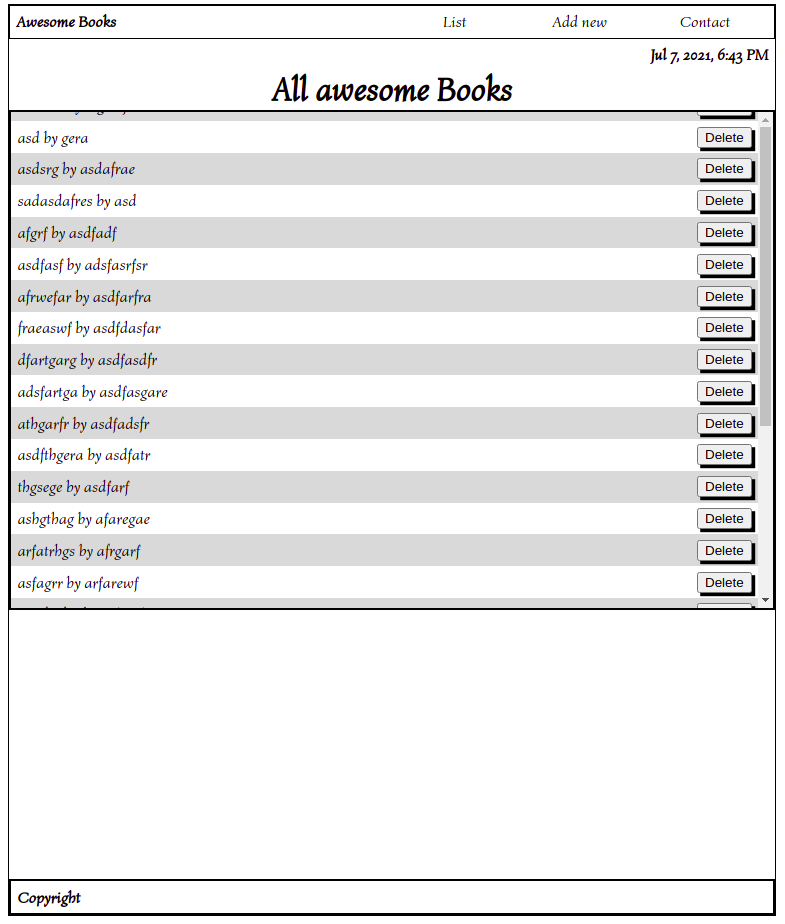 Awesome Books List Add new Contact
Jul 7, 2021, 6:43 PM
All awesome Books
asd by gera Delete
asdsrg by asdafrae Delete
sadasdafres by asd Delete
afgrf by asdfadf Delete
asdfasf by adsfasrfsr Delete
afrwefar by asdfarfra Delete
fraeaswf by asdfdasfar Delete
dfartgarg by asdfasdfr Delete
adsfartga by asdfasgare Delete
athgarfr by asdfadsfr Delete
asdfthgera by asdfatr Delete
thgsege by asdfarf Delete
ashgthag by afaregae Delete
arfatrhgs by afrgarf Delete
asfagrr by arfarewf Delete
Copyright